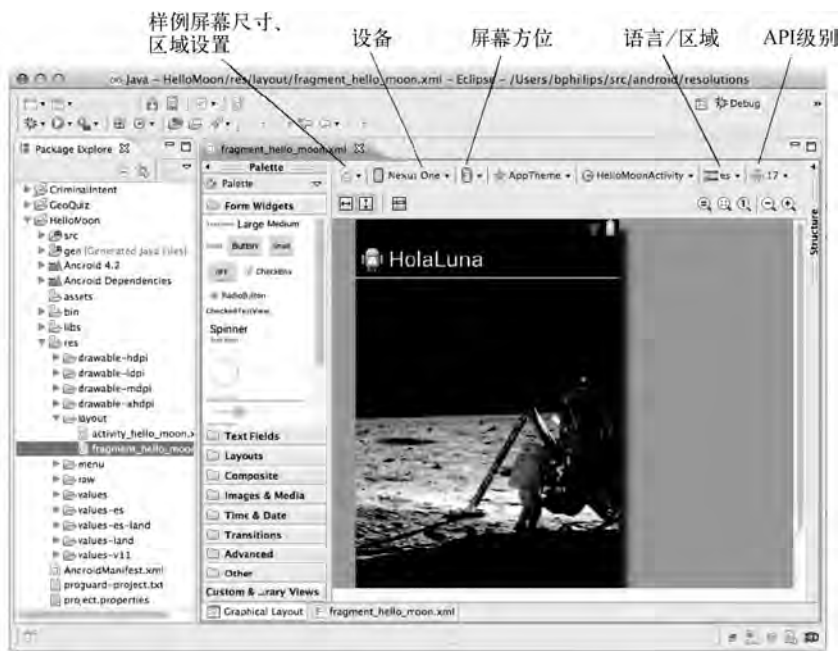 样例屏幕尺寸、
区域设置
设备
屏幕方位
语言/区域
API级别
Java – HelloMoon/res/layout/fragment_hello_moon.xml – Eclipse – /Users/bphilips/src/android/resolutions
Debug
Package Explore
fragment_hello_moon.xml
Palette
Palette
Nexus One
AppTheme
HelloMoonActivity
es
17
Structure
CriminalIntent
GeoQuiz
HelloMoon
src
gen [Generated Java Files]
Android 4.2
Android Dependencies
assets
bin
libs
res
drawable-hdpi
drawable-ldpi
drawable-mdpi
drawable-xhdpi
layout
activity_hello_moon.x
fragment_hello_moo
menu
raw
values
values-es
values-es-land
values-land
values-v11
AndroidManifest.xml
proguard-project.txt
project.properties
Form Widgets
Large Medium
Button Small
OFF CheckBox
RadioButton
CheckedTextView
Spinner
Text Fields
Layouts
Composite
Images & Media
Time & Date
Transitions
Advanced
Other
Custom & ...rary Views
HolaLuna
Graphical Layout
fragment_hello_moon.xml